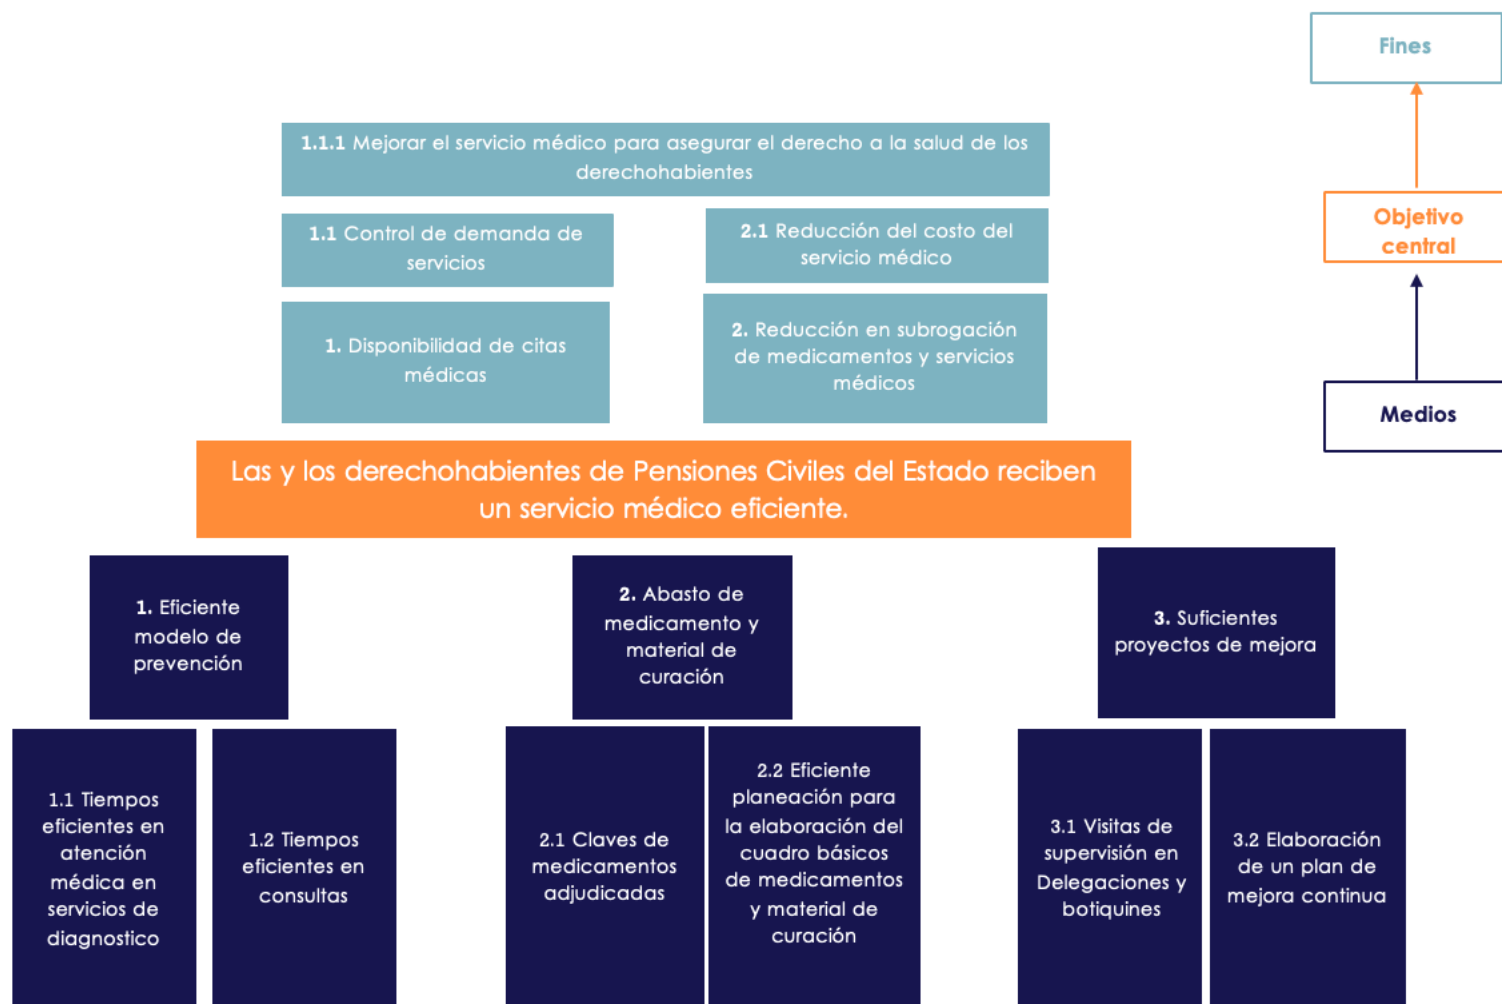 Fines
1.1.1 Mejorar el servicio médico para asegurar el derecho a la salud de los
derechohabientes
1.1 Control de demanda de
servicios
2.1 Reducción del costo del
servicio médico
Objetivo
central
1. Disponibilidad de citas
médicas
2. Reducción en subrogación
de medicamentos y servicios
médicos
Medios
Las y los derechohabientes de Pensiones Civiles del Estado reciben
un servicio médico eficiente.
1. Eficiente
modelo de
prevención
2. Abasto de
medicamento y
material de
curación
3. Suficientes
proyectos de mejora
1.1 Tiempos
eficientes en
atención
médica en
servicios de
diagnostico
1.2 Tiempos
eficientes en
consultas
2.1 Claves de
medicamentos
adjudicadas
2.2 Eficiente
planeación para
la elaboración del
cuadro básicos
de medicamentos
y material de
curación
3.1 Visitas de
supervisión en
Delegaciones y
botiquines
3.2 Elaboración
de un plan de
mejora continua